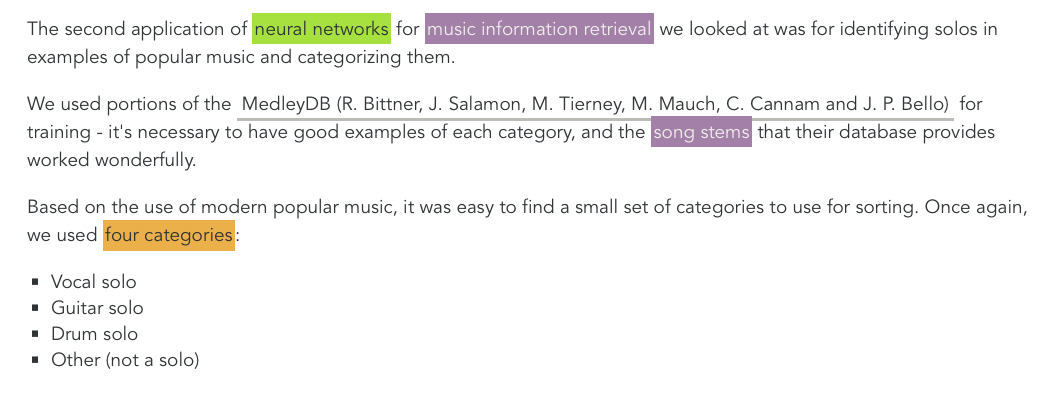 The second application of neural networks for music information retrieval we looked at was for identifying solos in
examples of popular music and categorizing them.
We used portions of the MedleyDB (R. Bittner, J. Salamon, M. Tierney, M. Mauch, C. Cannam and J. P. Bello) for
training - it's necessary to have good examples of each category, and the song stems that their database provides
worked wonderfully.
Based on the use of modern popular music, it was easy to find a small set of categories to use for sorting. Once again,
we used four categories:
▪ Vocal solo
▪ Guitar solo
▪ Drum solo
▪ Other (not a solo)